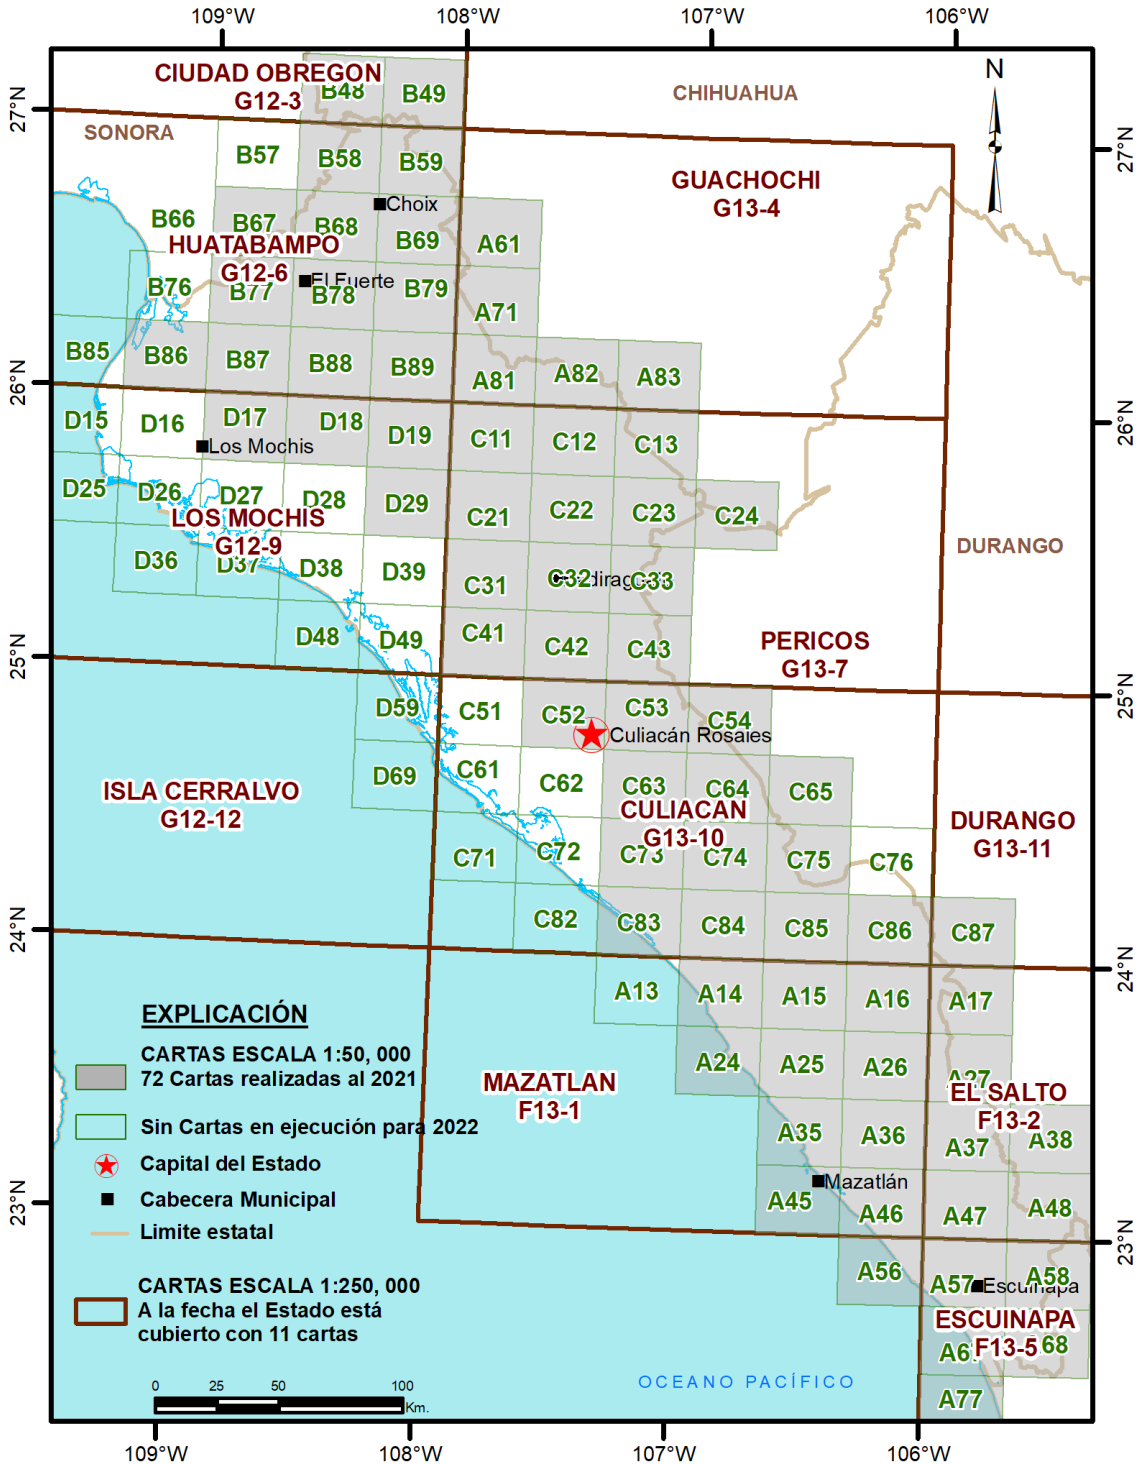 109°W 108°W 107°W 106°W
N
CIUDAD OBREGON
G12-3
B48 B49
CHIHUAHUA
27°N
SONORA
27°N
B57 B58 B59
GUACHOCHI
G13-4
Choix
B66 B67 B68 B69 A61
HUATABAMPO
G12-6
El Fuerte
B76 B77 B78 B79 A71
B85 B86 B87 B88 B89 A81 A82 A83
26°N
26°N
D15 D16 D17 D18 D19 C11 C12 C13
Los Mochis
D25 D26 D27 D28 D29 C21 C22 C23 C24
LOS MOCHIS
G12-9
DURANGO
D36 D37 D38 D39 C31 C32 C33
D48 D49 C41 C42 C43
PERICOS
G13-7
25°N
25°N
D59 C51 C52 C53 C54
Culiacán Rosales
D69 C61 C62 C63 C64 C65
ISLA CERRALVO
G12-12
CULIACAN
G13-10
DURANGO
G13-11
C71 C72 C73 C74 C75 C76
C82 C83 C84 C85 C86 C87
24°N
24°N
A13 A14 A15 A16 A17
A24 A25 A26 A27
MAZATLAN
F13-1
EL SALTO
F13-2
A35 A36 A37 A38
Mazatlán
A45 A46 A47 A48
23°N
23°N
A56 A57 A58
Escuinapa
ESCUINAPA
F13-5
A68
A77
EXPLICACIÓN
CARTAS ESCALA 1:50, 000
72 Cartas realizadas al 2021
Sin Cartas en ejecución para 2022
Capital del Estado
Cabecera Municipal
Limite estatal
CARTAS ESCALA 1:250, 000
A la fecha el Estado está
cubierto con 11 cartas
0 25 50 100
Km.
OCEANO PACÍFICO
109°W 108°W 107°W 106°W